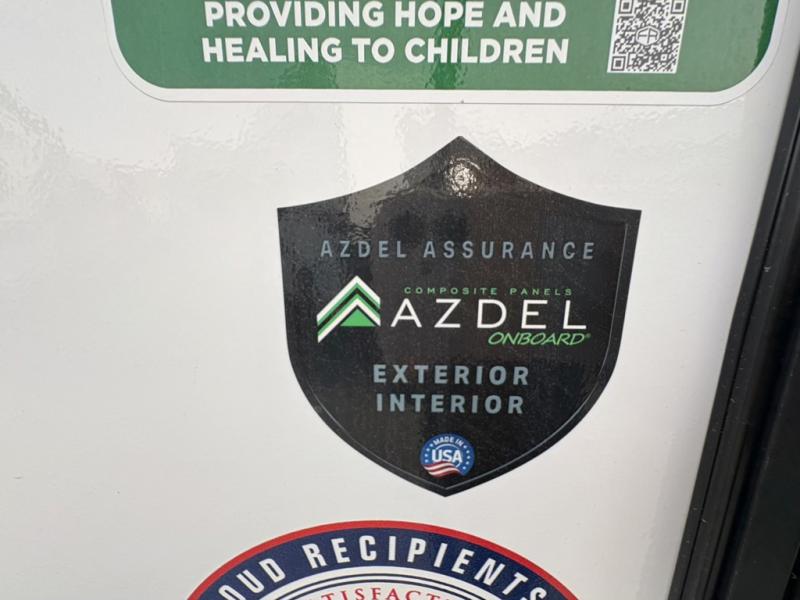 PROVIDING HOPE AND
HEALING TO CHILDREN
AZDEL ASSURANCE
COMPOSITE PANELS
AZDEL
ONBOARD®
EXTERIOR
INTERIOR
MADE IN
USA
RECIPIENTS